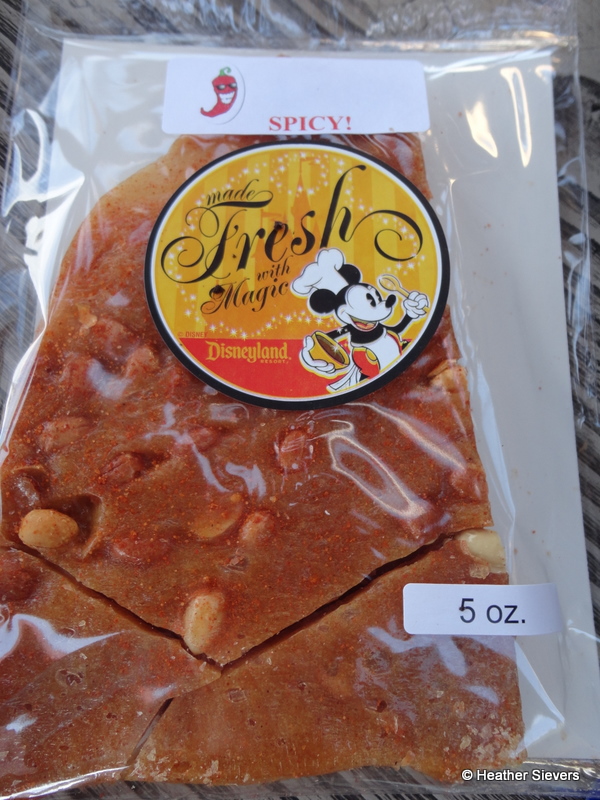 SPICY!
made
Fresh
with
Magic
© DISNEY
Disneyland
RESORT
5 oz.
© Heather Sievers